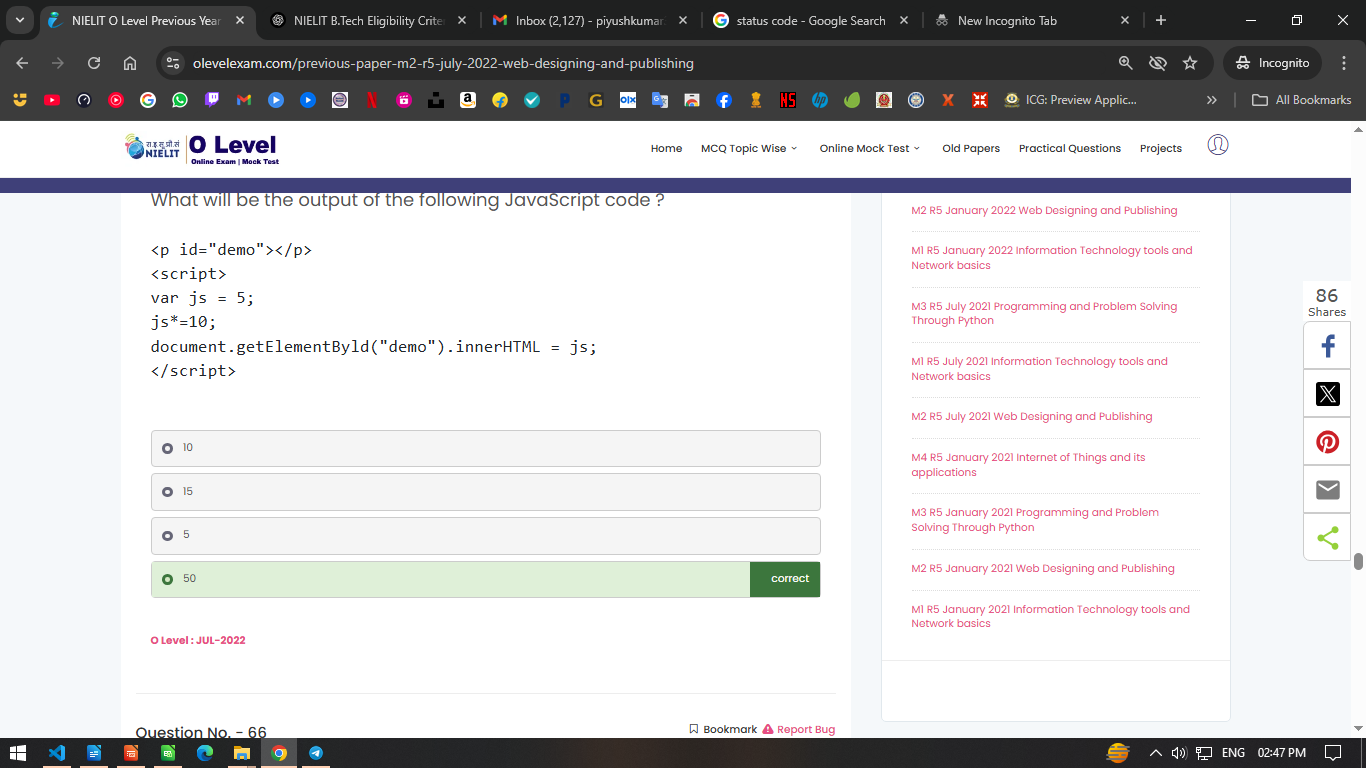 NIELIT O Level Previous Year
NIELIT B.Tech Eligibility Criter
Inbox (2,127) - piyushkumar
status code - Google Search
New Incognito Tab
olevelexam.com/previous-paper-m2-r5-july-2022-web-designing-and-publishing
Incognito
ICG: Preview Applic...
All Bookmarks
रा.इ.सू.प्रौ.सं
NIELIT
O Level
Online Exam | Mock Test
Home
MCQ Topic Wise
Online Mock Test
Old Papers
Practical Questions
Projects
What will be the output of the following JavaScript code ?
<p id="demo"></p>
<script>
var js = 5;
js*=10;
document.getElementByld("demo").innerHTML = js;
</script>
10
15
5
50
correct
O Level : JUL-2022
Question No. - 66
Bookmark
Report Bug
M2 R5 January 2022 Web Designing and Publishing
M1 R5 January 2022 Information Technology tools and
Network basics
M3 R5 July 2021 Programming and Problem Solving
Through Python
M1 R5 July 2021 Information Technology tools and
Network basics
M2 R5 July 2021 Web Designing and Publishing
M4 R5 January 2021 Internet of Things and its
applications
M3 R5 January 2021 Programming and Problem
Solving Through Python
M2 R5 January 2021 Web Designing and Publishing
M1 R5 January 2021 Information Technology tools and
Network basics
86
Shares
ENG
02:47 PM